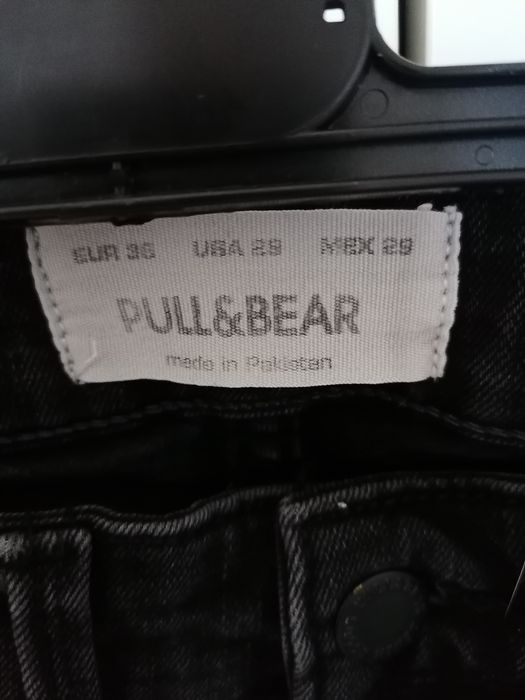 EUR 38 USA 29 MEX 29
PULL&BEAR
made in Pakistan